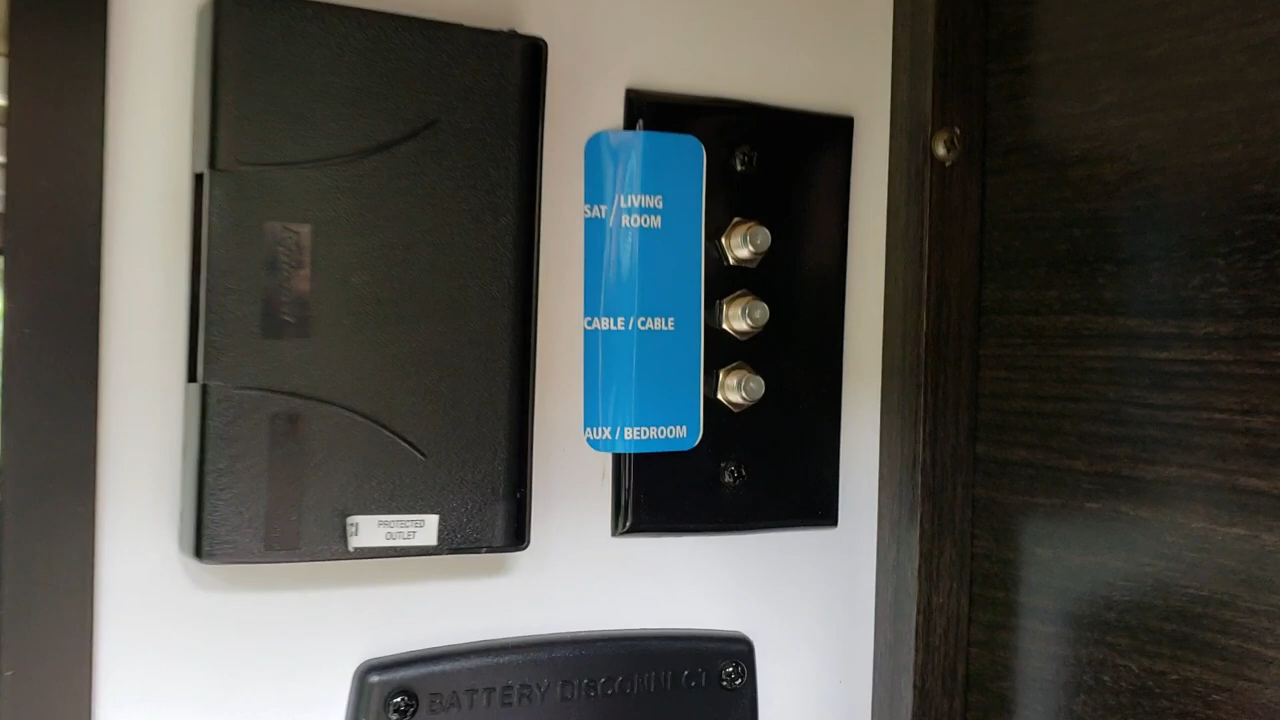 SAT / LIVING
ROOM
CABLE / CABLE
AUX / BEDROOM
PROTECTED
OUTLET
BATTERY DISCONNECT